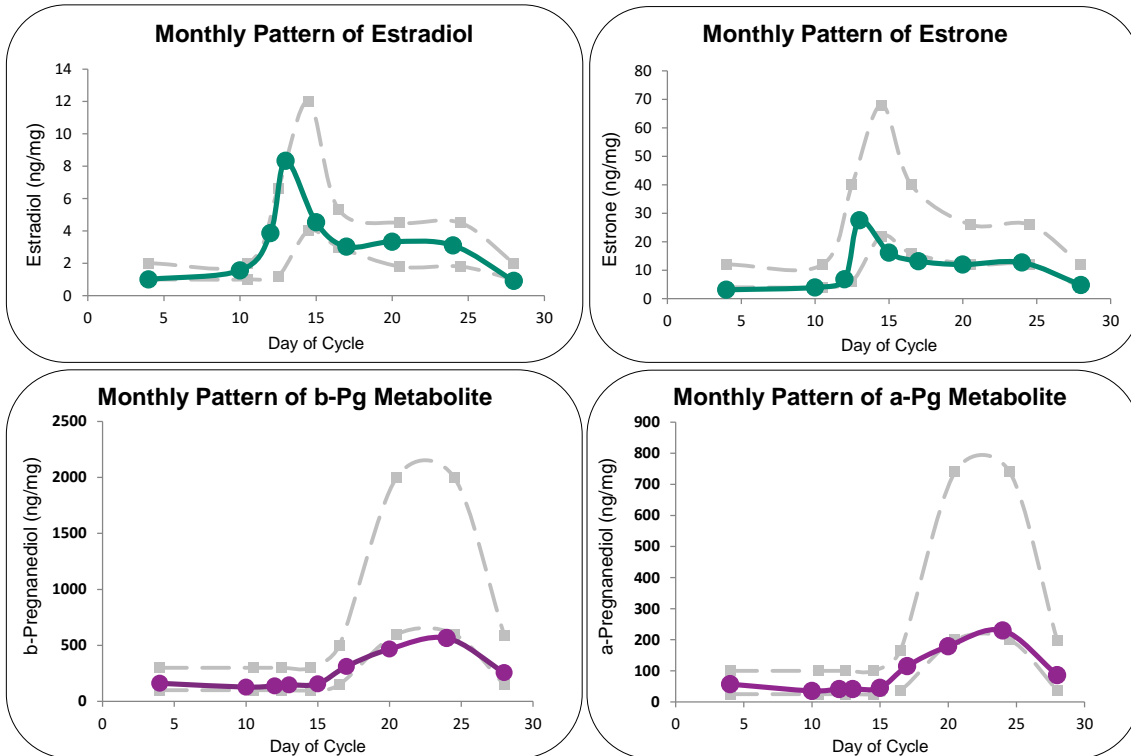 Monthly Pattern of Estradiol
Estradiol (ng/mg)
14
12
10
8
6
4
2
0
0 5 10 15 20 25 30
Day of Cycle
Monthly Pattern of Estrone
Estrone (ng/mg)
80
70
60
50
40
30
20
10
0
0 5 10 15 20 25 30
Day of Cycle
Monthly Pattern of b-Pg Metabolite
b-Pregnanediol (ng/mg)
2500
2000
1500
1000
500
0
0 5 10 15 20 25 30
Day of Cycle
Monthly Pattern of a-Pg Metabolite
a-Pregnanediol (ng/mg)
900
800
700
600
500
400
300
200
100
0
0 5 10 15 20 25 30
Day of Cycle